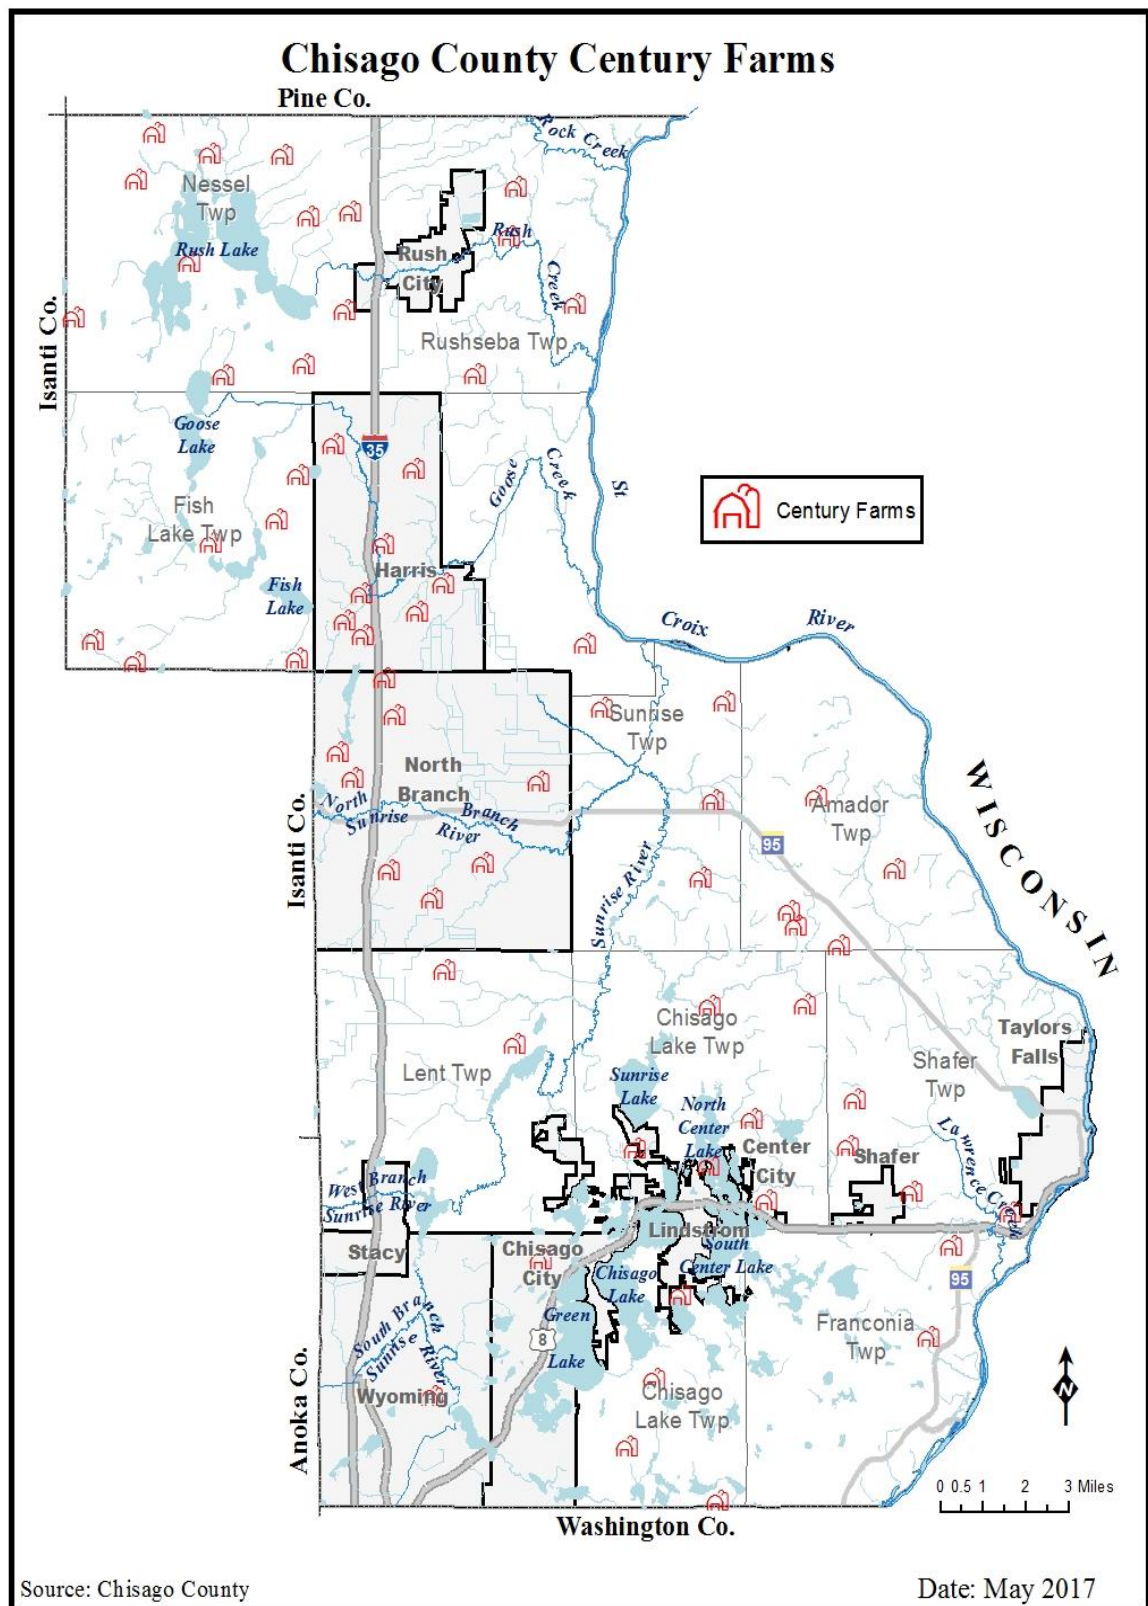 Chisago County Century Farms
Pine Co.
Rock Creek
Nessel
Twp
Rush Lake
Rush
City
Rush
Creek
Isanti Co.
Rushseba Twp
Goose
Lake
35
Goose
Creek
St
Century Farms
Fish
Lake Twp
Harris
Fish
Lake
Croix
River
Sunrise
Twp
North
Branch
North
Branch
Sunrise
River
Isanti Co.
Amador
Twp
95
WISCONSIN
Sunrise River
Chisago
Lake Twp
Taylors
Falls
Lent Twp
Shafer
Twp
Sunrise
Lake
North
Center
Lake
Center
City
Lawrence Creek
Shafer
West Branch
Sunrise River
Stacy
Chisago
City
Lindstrom
South
Center Lake
Chisago
Lake
95
Green
Lake
8
South Branch
Sunrise River
Franconia
Twp
Anoka Co.
Wyoming
Chisago
Lake Twp
N
0 0.5 1 2 3 Miles
Washington Co.
Source: Chisago County
Date: May 2017